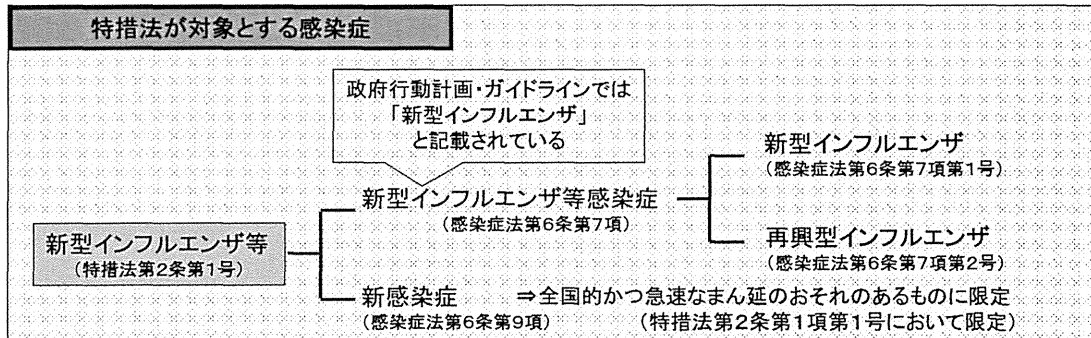 特措法が対象とする感染症
政府行動計画・ガイドラインでは
「新型インフルエンザ」
と記載されている
新型インフルエンザ等
(特措法第2条第1号)
新型インフルエンザ等感染症
(感染症法第6条第7項)
新型インフルエンザ
(感染症法第6条第7項第1号)
再興型インフルエンザ
(感染症法第6条第7項第2号)
新感染症 ⇒全国的かつ急速なまん延のおそれのあるものに限定
(感染症法第6条第9項) (特措法第2条第1項第1号において限定)